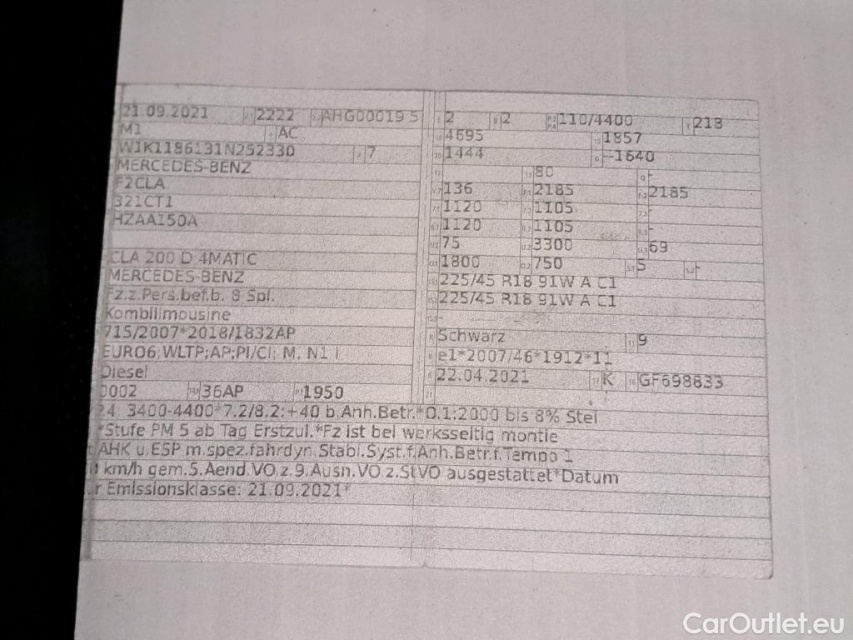 21.09.2021 2222 AHG00019 5
M1 AC
W1K1186131N252330 7
MERCEDES-BENZ
F2CLA
321CT1
HZAA150A
CLA 200 D 4MATIC
MERCEDES-BENZ
Fz.z.Pers.bef.b. 8 Spl.
Kombilimousine
715/2007*2018/1832AP
EURO6;WLTP;AP;PI/CI; M, N1 I
Diesel
0002 36AP 1950
2 2 110/4400 218
4695 1857
1444 --1640
80 -
136 2185 2185
1120 1105 -
1120 1105 -
75 3300 69
1800 750 5 -
225/45 R18 91W A C1
225/45 R18 91W A C1
-
Schwarz 9
e1*2007/46*1912*11
22.04.2021 K GF698833
3400-4400*7.2/8.2:+40 b.Anh.Betr.*O.1:2000 bis 8% Stei
*Stufe PM 5 ab Tag Erstzul.*Fz ist bei werksseitig montie
AHK u.ESP m.spez.fahrdyn.Stabi.Syst.f.Anh.Betr.f.Tempo 1
km/h gem.5.Aend.VO.z.9.Ausn.VO.z.StVO ausgestattet*Datum
r Emissionsklasse: 21.09.2021*
CarOutlet.eu